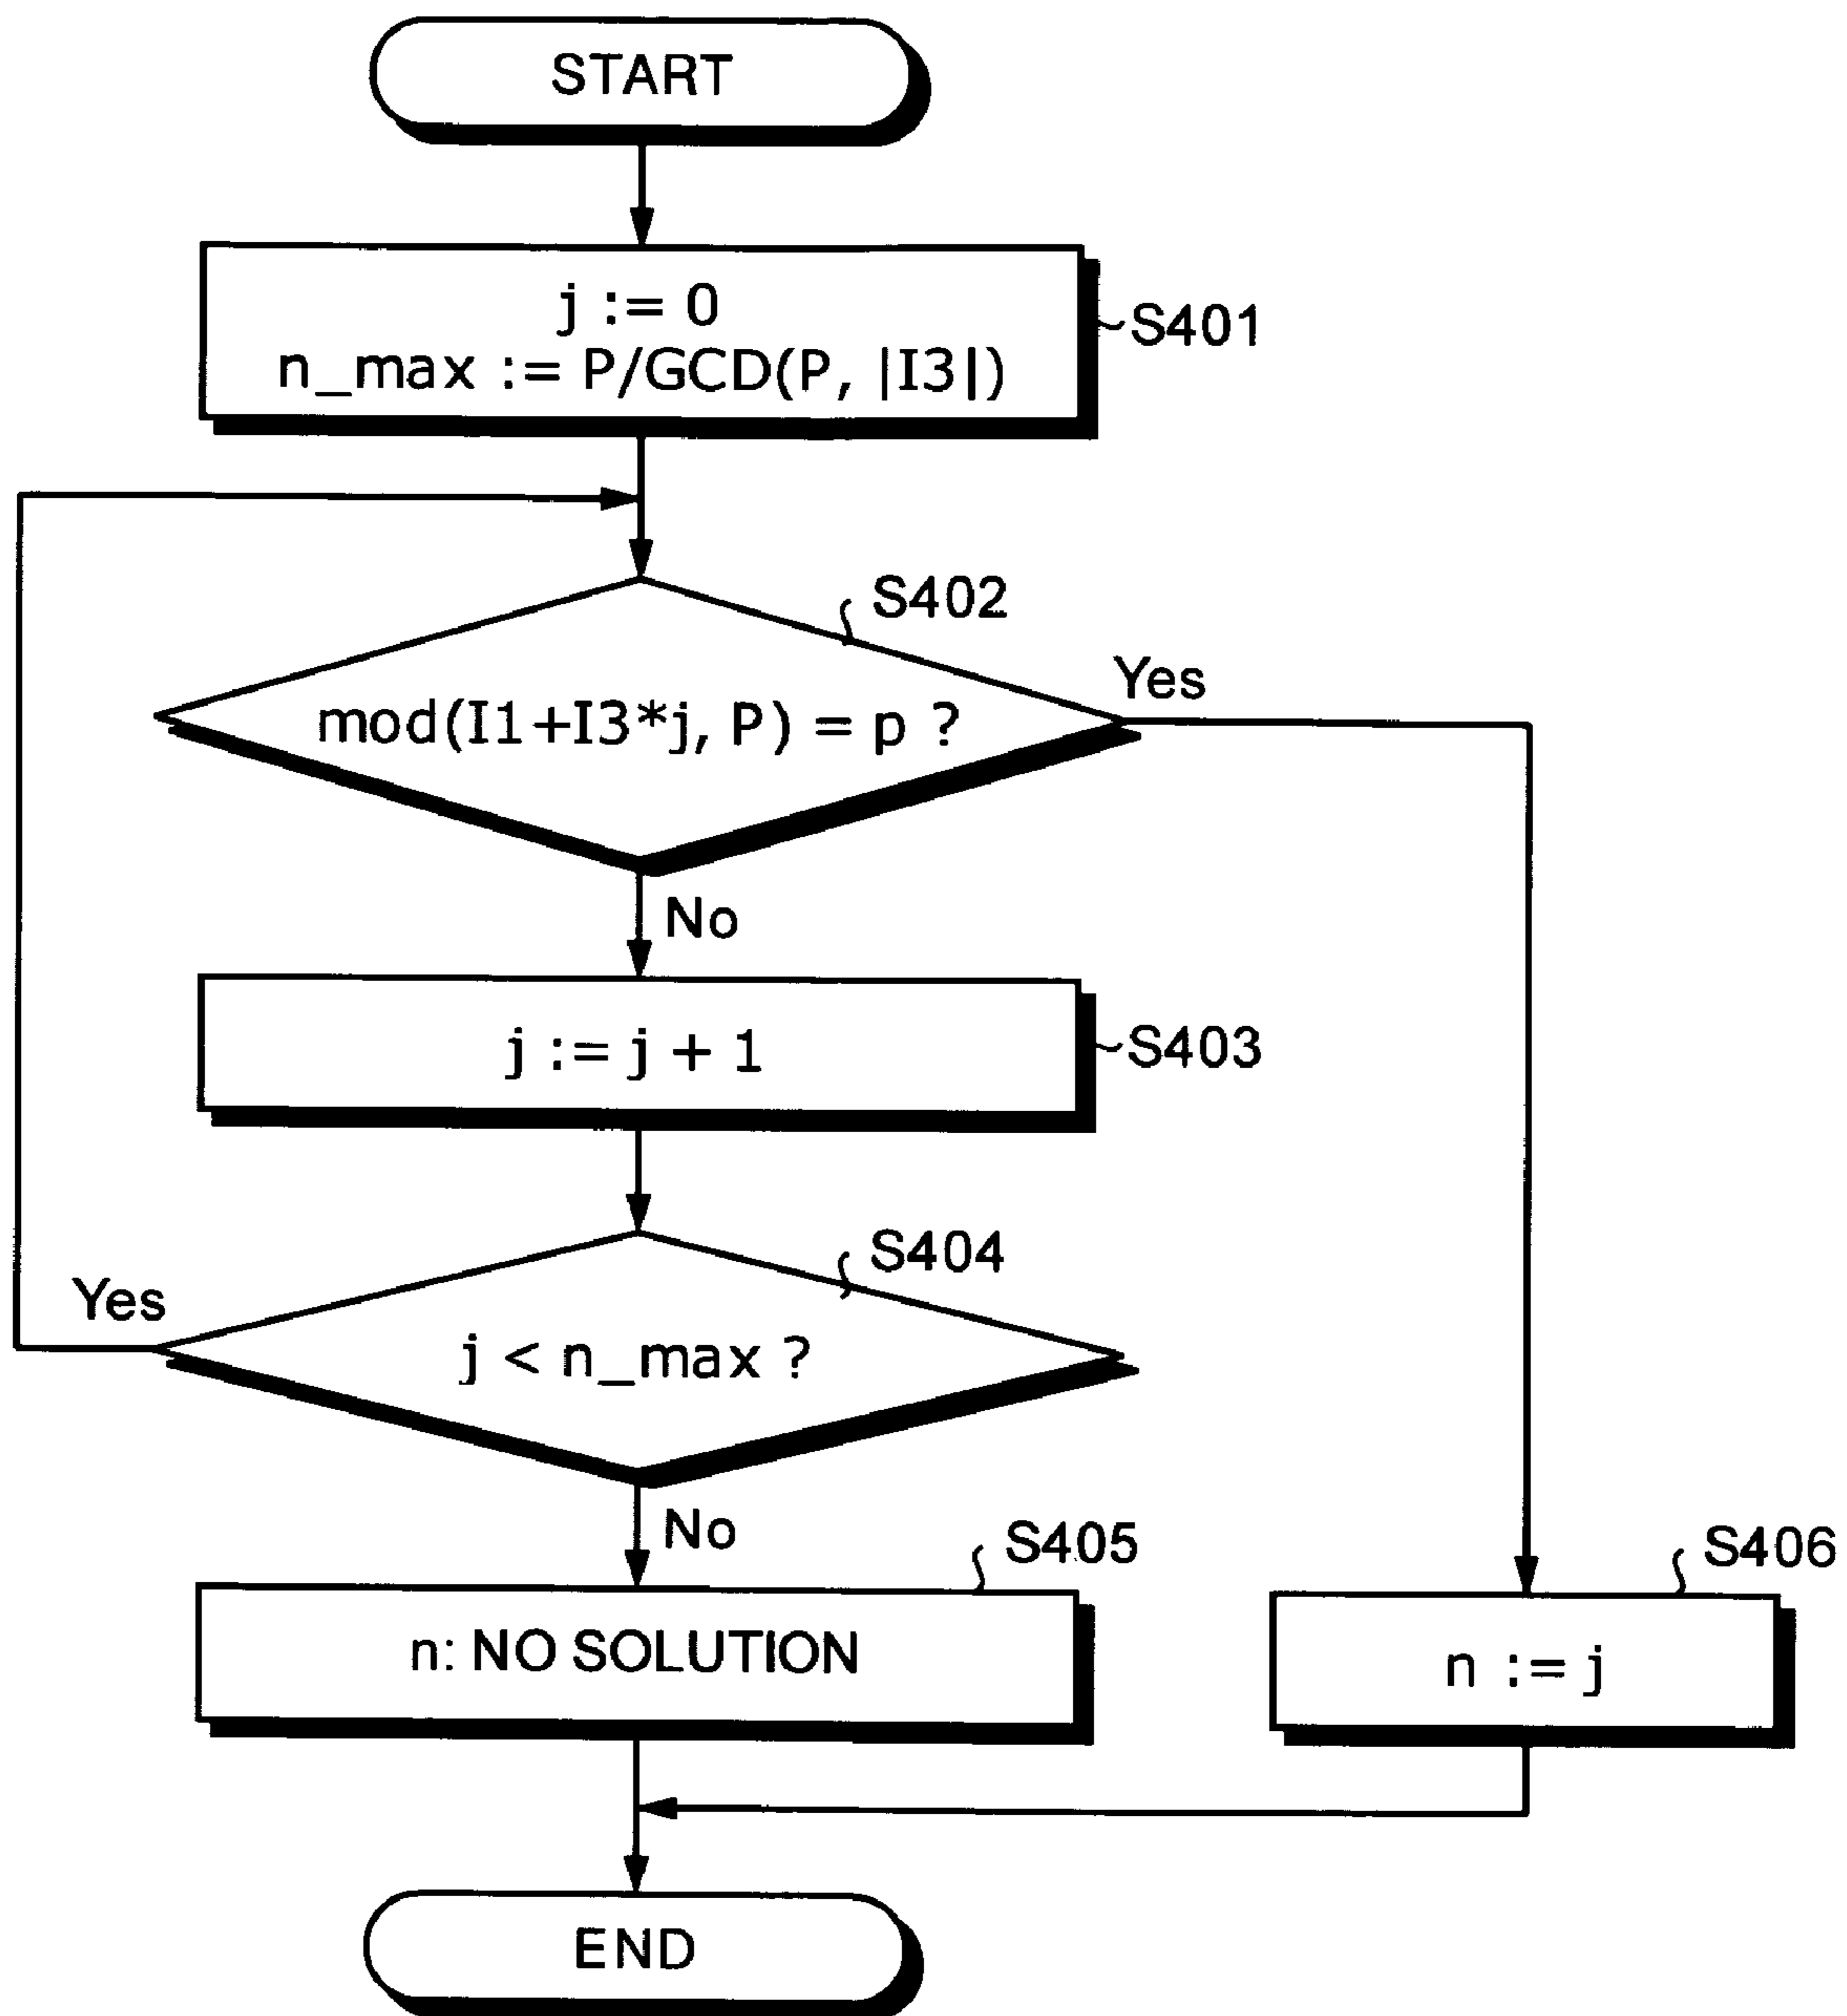 START
j := 0
n_max := P/GCD(P, |I3|)
S401
S402
mod(I1+I3*j, P) = p ?
Yes
No
j := j + 1
S403
S404
Yes
j < n_max ?
No
S405
n: NO SOLUTION
S406
n := j
END